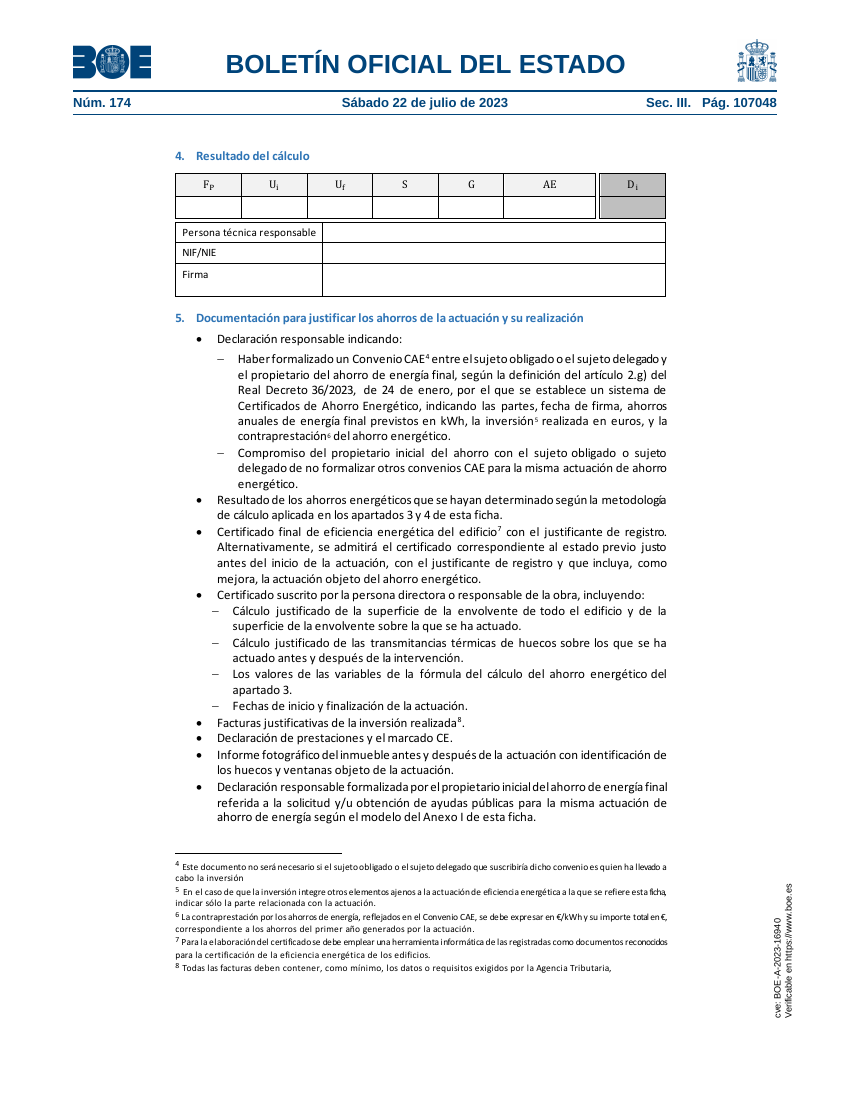 BOE
BOLETÍN OFICIAL DEL ESTADO
Núm. 174 Sábado 22 de julio de 2023 Sec. III. Pág. 107048
4. Resultado del cálculo
F_P U_i U_f S G AE D_i
Persona técnica responsable
NIF/NIE
Firma
5. Documentación para justificar los ahorros de la actuación y su realización
• Declaración responsable indicando:
– Haber formalizado un Convenio CAE⁴ entre el sujeto obligado o el sujeto delegado y
el propietario del ahorro de energía final, según la definición del artículo 2.g) del
Real Decreto 36/2023, de 24 de enero, por el que se establece un sistema de
Certificados de Ahorro Energético, indicando las partes, fecha de firma, ahorros
anuales de energía final previstos en kWh, la inversión⁵ realizada en euros, y la
contraprestación⁶ del ahorro energético.
– Compromiso del propietario inicial del ahorro con el sujeto obligado o sujeto
delegado de no formalizar otros convenios CAE para la misma actuación de ahorro
energético.
• Resultado de los ahorros energéticos que se hayan determinado según la metodología
de cálculo aplicada en los apartados 3 y 4 de esta ficha.
• Certificado final de eficiencia energética del edificio⁷ con el justificante de registro.
Alternativamente, se admitirá el certificado correspondiente al estado previo justo
antes del inicio de la actuación, con el justificante de registro y que incluya, como
mejora, la actuación objeto del ahorro energético.
• Certificado suscrito por la persona directora o responsable de la obra, incluyendo:
– Cálculo justificado de la superficie de la envolvente de todo el edificio y de la
superficie de la envolvente sobre la que se ha actuado.
– Cálculo justificado de las transmitancias térmicas de huecos sobre los que se ha
actuado antes y después de la intervención.
– Los valores de las variables de la fórmula del cálculo del ahorro energético del
apartado 3.
– Fechas de inicio y finalización de la actuación.
• Facturas justificativas de la inversión realizada⁸.
• Declaración de prestaciones y el marcado CE.
• Informe fotográfico del inmueble antes y después de la actuación con identificación de
los huecos y ventanas objeto de la actuación.
• Declaración responsable formalizada por el propietario inicial del ahorro de energía final
referida a la solicitud y/u obtención de ayudas públicas para la misma actuación de
ahorro de energía según el modelo del Anexo I de esta ficha.
⁴ Este documento no será necesario si el sujeto obligado o el sujeto delegado que suscribiría dicho convenio es quien ha llevado a
cabo la inversión
⁵ En el caso de que la inversión integre otros elementos ajenos a la actuación de eficiencia energética a la que se refiere esta ficha,
indicar sólo la parte relacionada con la actuación.
⁶ La contraprestación por los ahorros de energía, reflejados en el Convenio CAE, se debe expresar en €/kWh y su importe total en €,
correspondiente a los ahorros del primer año generados por la actuación.
⁷ Para la elaboración del certificado se debe emplear una herramienta informática de las registradas como documentos reconocidos
para la certificación de la eficiencia energética de los edificios.
⁸ Todas las facturas deben contener, como mínimo, los datos o requisitos exigidos por la Agencia Tributaria,
cve: BOE-A-2023-16940
Verificable en https://www.boe.es